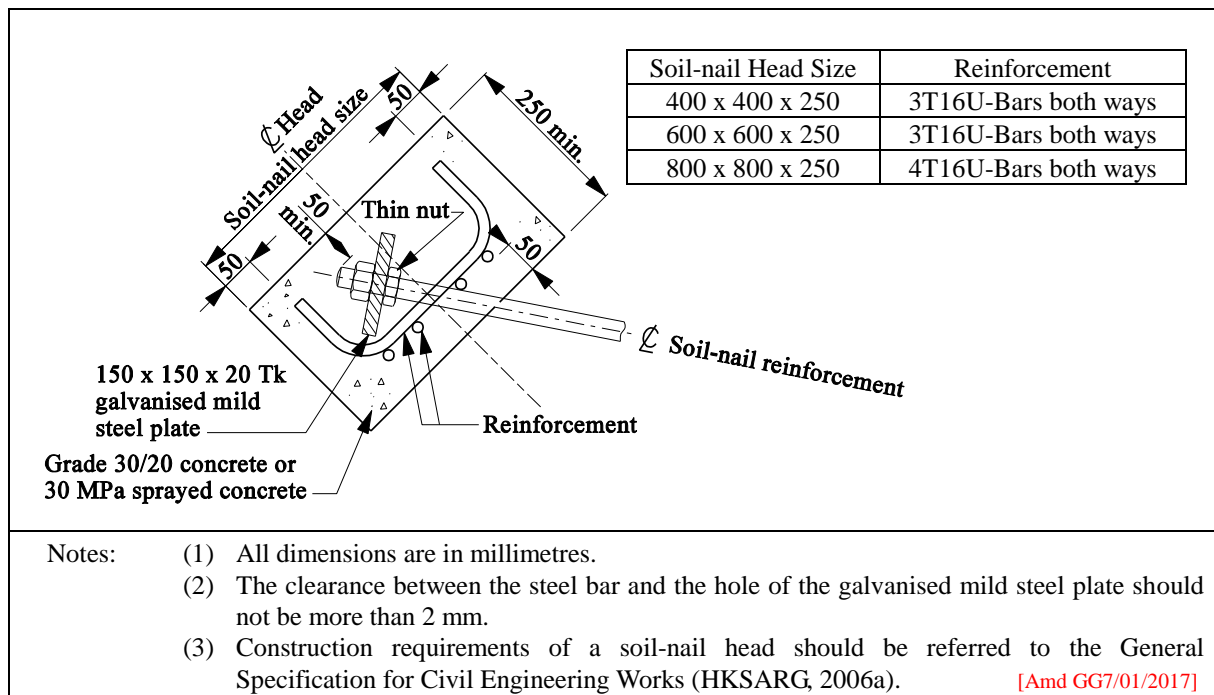 Soil-nail Head Size Reinforcement
400 x 400 x 250 3T16U-Bars both ways
600 x 600 x 250 3T16U-Bars both ways
800 x 800 x 250 4T16U-Bars both ways
℄ Head
Soil-nail head size
50
250 min.
50
min.
Thin nut
50
50
℄ Soil-nail reinforcement
150 x 150 x 20 Tk
galvanised mild
steel plate
Reinforcement
Grade 30/20 concrete or
30 MPa sprayed concrete
Notes: (1) All dimensions are in millimetres.
(2) The clearance between the steel bar and the hole of the galvanised mild steel plate should
not be more than 2 mm.
(3) Construction requirements of a soil-nail head should be referred to the General
Specification for Civil Engineering Works (HKSARG, 2006a). [Amd GG7/01/2017]